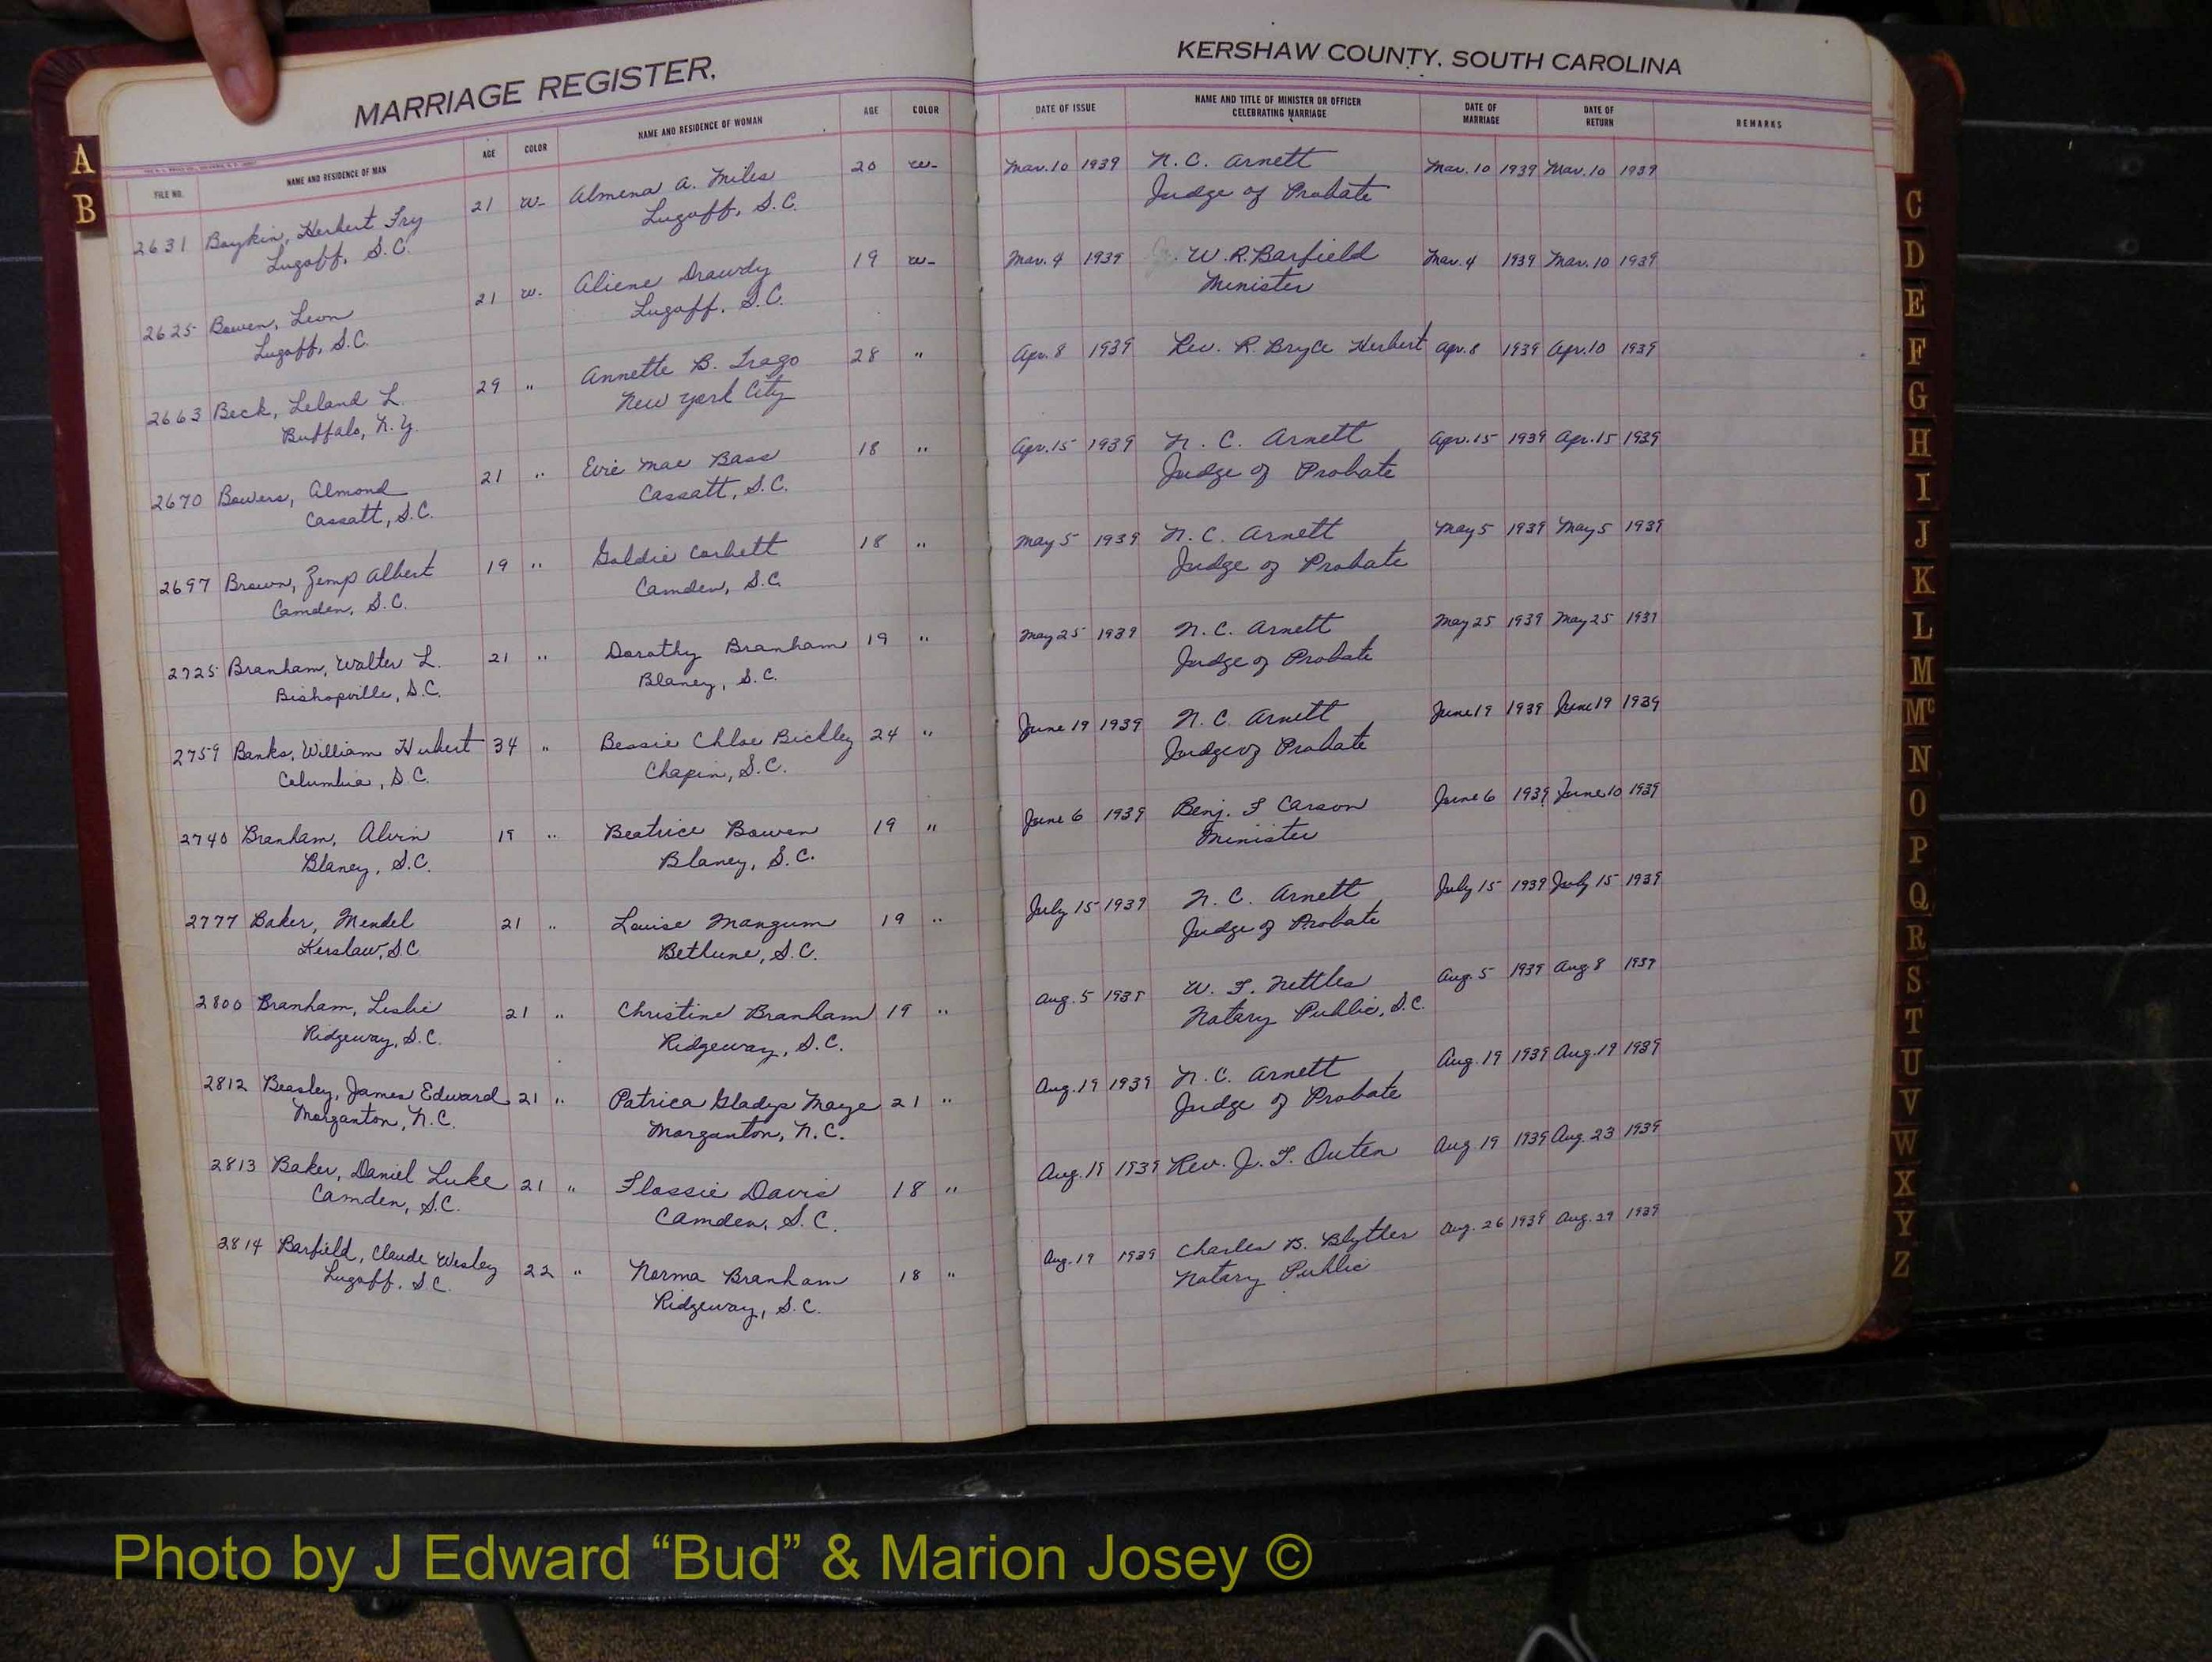 MARRIAGE REGISTER.
KERSHAW COUNTY, SOUTH CAROLINA
FILE NO. NAME AND RESIDENCE OF MAN AGE COLOR NAME AND RESIDENCE OF WOMAN AGE COLOR DATE OF ISSUE NAME AND TITLE OF MINISTER OR OFFICER CELEBRATING MARRIAGE DATE OF MARRIAGE DATE OF RETURN REMARKS
2631 Boykin, Herbert Fry 21 w- Almena A. Miles 20 w- Mar. 10 1939 N. C. Arnett Mar. 10 1939 Mar. 10 1939
Lugoff, S.C. Lugoff, S.C. Judge of Probate
2625 Bowen, Leon 21 w. Aliene Drawdy 19 w- Mar. 4 1939 W. R. Barfield Mar. 4 1939 Mar. 10 1939
Lugoff, S.C. Lugoff, S.C. Minister
2663 Beck, Leland L. 29 " Annette B. Trago 28 " Apr. 8 1939 Rev. R. Bryce Herbert Apr. 8 1939 Apr. 10 1939
Buffalo, N.Y. New York City
2670 Bowers, Almond 21 " Evie Mae Bass 18 " Apr. 15 1939 N. C. Arnett Apr. 15 1939 Apr. 15 1939
Cassatt, S.C. Cassatt, S.C. Judge of Probate
2697 Brown, Zemp Albert 19 " Goldie Corbett 18 " May 5 1939 N. C. Arnett May 5 1939 May 5 1939
Camden, S.C. Camden, S.C. Judge of Probate
2725 Branham, Walter L. 21 " Dorothy Branham 19 " May 25 1939 N. C. Arnett May 25 1939 May 25 1939
Bishopville, S.C. Blaney, S.C. Judge of Probate
2759 Banks, William Herbert 34 " Bessie Chloe Bickley 24 " June 19 1939 N. C. Arnett June 19 1939 June 19 1939
Columbia, S.C. Chapin, S.C. Judge of Probate
2740 Branham, Alvin 19 " Beatrice Bowen 19 " June 6 1939 Benj. F Carson June 6 1939 June 10 1939
Blaney, S.C. Blaney, S.C. Minister
2777 Baker, Mendel 21 " Louise Mangum 19 " July 15 1939 N. C. Arnett July 15 1939 July 15 1939
Kershaw, S.C. Bethune, S.C. Judge of Probate
2800 Branham, Leslie 21 " Christine Branham 19 " Aug. 5 1939 W. F. Nettles Aug. 5 1939 Aug 8 1939
Ridgeway, S.C. Ridgeway, S.C. Notary Public, S.C.
2812 Beasley, James Edward 21 " Patrica Gladys Maye 21 " Aug. 19 1939 N. C. Arnett Aug. 19 1939 Aug. 19 1939
Morganton, N.C. Morganton, N.C. Judge of Probate
2813 Baker, Daniel Luke 21 " Flossie Davis 18 " Aug. 19 1939 Rev. J. F. Outen Aug. 19 1939 Aug. 23 1939
Camden, S.C. Camden, S.C.
2814 Barfield, Claude Wesley 22 " Norma Branham 18 " Aug. 19 1939 Charles B. Blyther Aug. 26 1939 Aug. 29 1939
Lugoff, S.C. Ridgeway, S.C. Notary Public
A
B
C
D
E
F
G
H
I
J
K
L
M
Mc
N
O
P
Q
R
S
T
U
V
W
X
Y
Z
Photo by J Edward “Bud” & Marion Josey ©